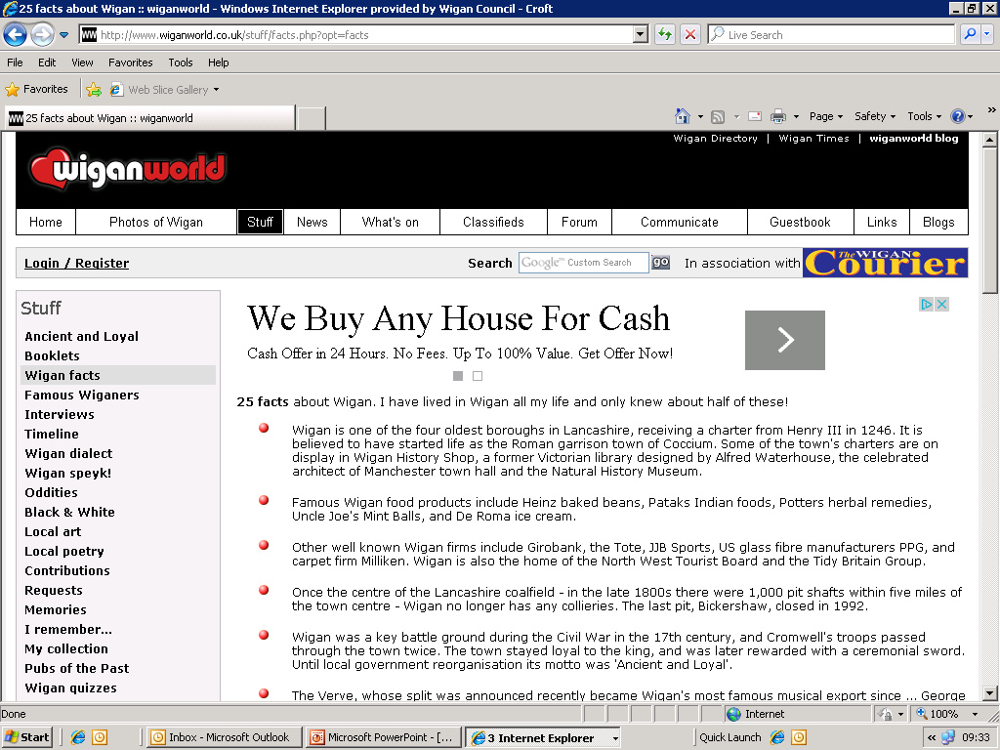 25 facts about Wigan :: wiganworld - Windows Internet Explorer provided by Wigan Council - Croft
http://www.wiganworld.co.uk/stuff/facts.php?opt=facts
Live Search
File Edit View Favorites Tools Help
Favorites Web Slice Gallery
25 facts about Wigan :: wiganworld
Page Safety Tools
Wigan Directory | Wigan Times | wiganworld blog
wiganworld
Home Photos of Wigan Stuff News What's on Classifieds Forum Communicate Guestbook Links Blogs
Login / Register Search Google™ Custom Search go In association with The WIGAN Courier
Stuff
Ancient and Loyal
Booklets
Wigan facts
Famous Wiganers
Interviews
Timeline
Wigan dialect
Wigan speyk!
Oddities
Black & White
Local art
Local poetry
Contributions
Requests
Memories
I remember...
My collection
Pubs of the Past
Wigan quizzes
We Buy Any House For Cash
Cash Offer in 24 Hours. No Fees. Up To 100% Value. Get Offer Now!
25 facts about Wigan. I have lived in Wigan all my life and only knew about half of these!
Wigan is one of the four oldest boroughs in Lancashire, receiving a charter from Henry III in 1246. It is
believed to have started life as the Roman garrison town of Coccium. Some of the town's charters are on
display in Wigan History Shop, a former Victorian library designed by Alfred Waterhouse, the celebrated
architect of Manchester town hall and the Natural History Museum.
Famous Wigan food products include Heinz baked beans, Pataks Indian foods, Potters herbal remedies,
Uncle Joe's Mint Balls, and De Roma ice cream.
Other well known Wigan firms include Girobank, the Tote, JJB Sports, US glass fibre manufacturers PPG, and
carpet firm Milliken. Wigan is also the home of the North West Tourist Board and the Tidy Britain Group.
Once the centre of the Lancashire coalfield - in the late 1800s there were 1,000 pit shafts within five miles of
the town centre - Wigan no longer has any collieries. The last pit, Bickershaw, closed in 1992.
Wigan was a key battle ground during the Civil War in the 17th century, and Cromwell's troops passed
through the town twice. The town stayed loyal to the king, and was later rewarded with a ceremonial sword.
Until local government reorganisation its motto was 'Ancient and Loyal'.
The Verve, whose split was announced recently became Wigan's most famous musical export since ... George
Done Internet 100%
Start Inbox - Microsoft Outlook Microsoft PowerPoint - [... 3 Internet Explorer Quick Launch « 09:33